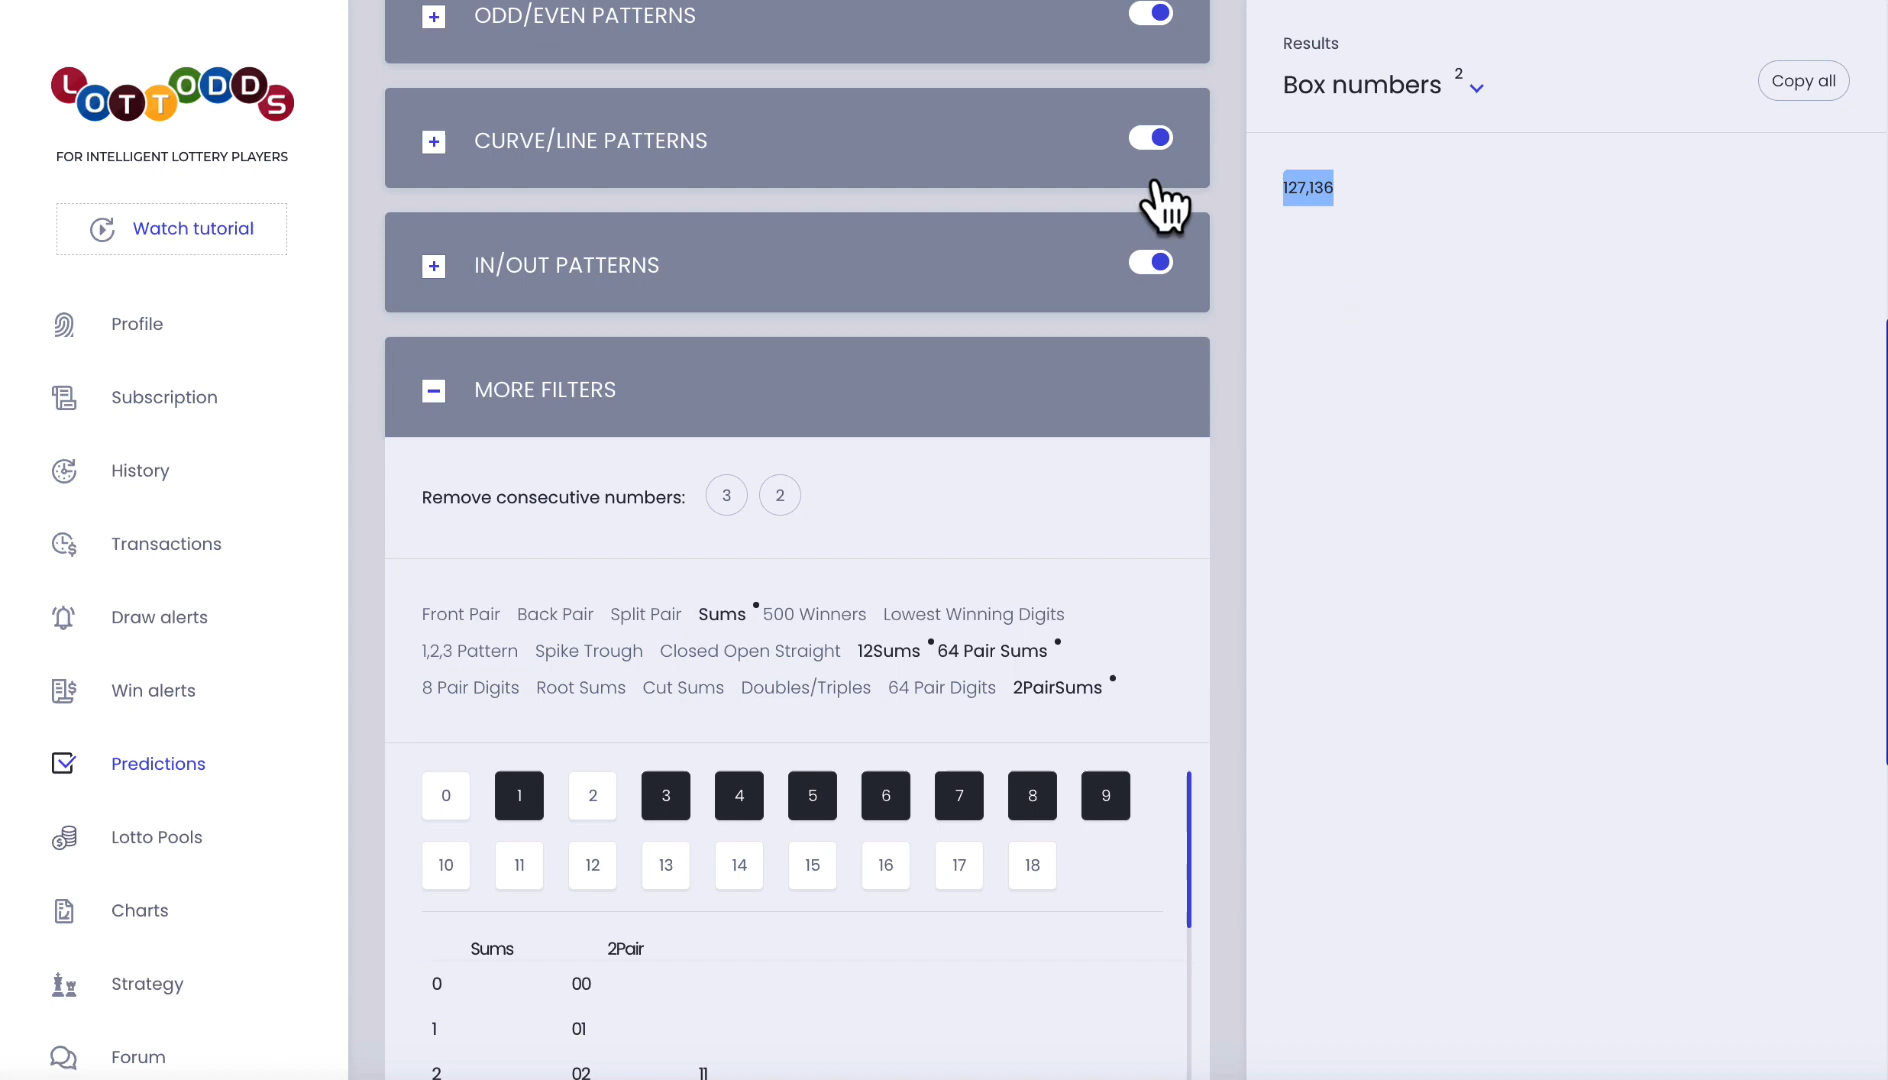 LOTTODDS
FOR INTELLIGENT LOTTERY PLAYERS
Watch tutorial
Profile
Subscription
History
Transactions
Draw alerts
Win alerts
Predictions
Lotto Pools
Charts
Strategy
Forum
ODD/EVEN PATTERNS
CURVE/LINE PATTERNS
IN/OUT PATTERNS
MORE FILTERS
Remove consecutive numbers: 3 2
Front Pair Back Pair Split Pair Sums 500 Winners Lowest Winning Digits
1,2,3 Pattern Spike Trough Closed Open Straight 12Sums 64 Pair Sums
8 Pair Digits Root Sums Cut Sums Doubles/Triples 64 Pair Digits 2PairSums
0 1 2 3 4 5 6 7 8 9
10 11 12 13 14 15 16 17 18
Sums 2Pair
0 00
1 01
2 02 11
Results
Box numbers 2
Copy all
127,136